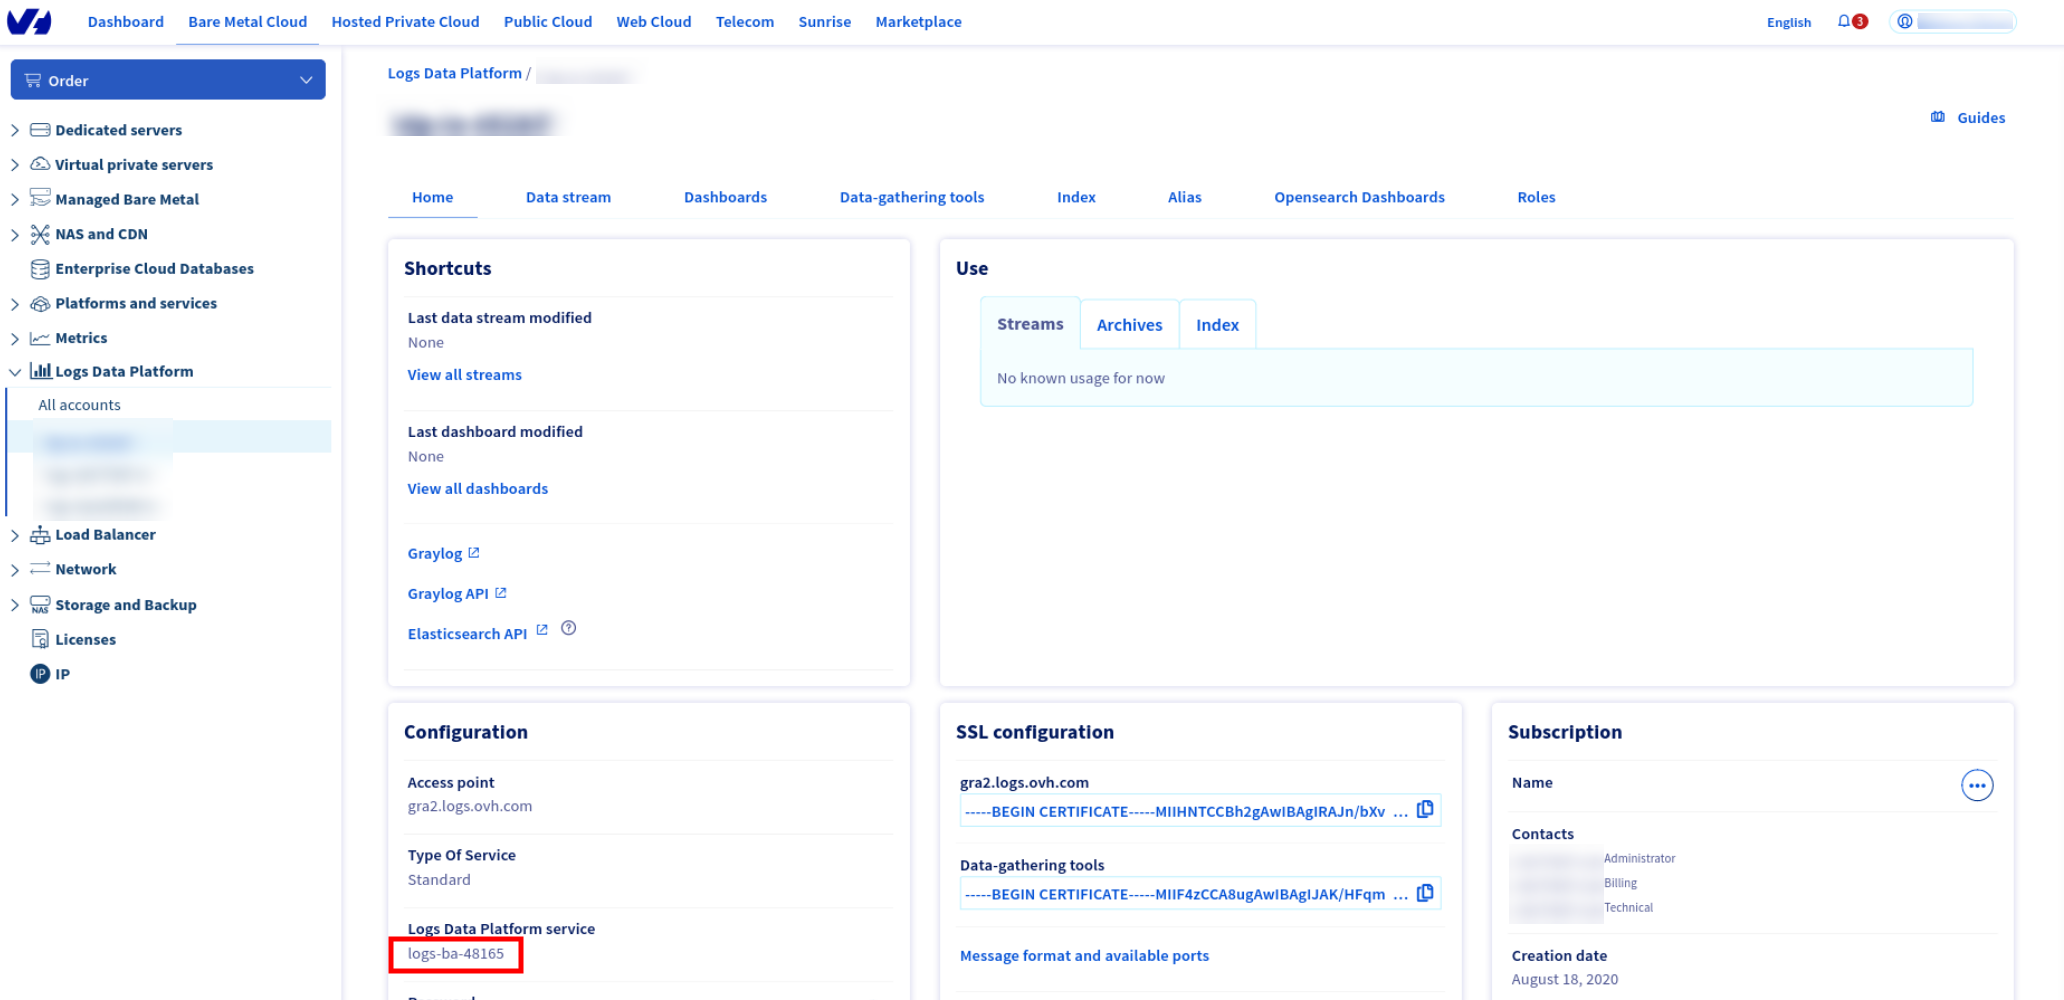 Dashboard Bare Metal Cloud Hosted Private Cloud Public Cloud Web Cloud Telecom Sunrise Marketplace English 3
Order
Dedicated servers
Virtual private servers
Managed Bare Metal
NAS and CDN
Enterprise Cloud Databases
Platforms and services
Metrics
Logs Data Platform
All accounts
Load Balancer
Network
NAS Storage and Backup
Licenses
IP IP
Logs Data Platform /
Guides
Home Data stream Dashboards Data-gathering tools Index Alias Opensearch Dashboards Roles
Shortcuts
Last data stream modified
None
View all streams
Last dashboard modified
None
View all dashboards
Graylog
Graylog API
Elasticsearch API ?
Use
Streams Archives Index
No known usage for now
Configuration
Access point
gra2.logs.ovh.com
Type Of Service
Standard
Logs Data Platform service
logs-ba-48165
Password
SSL configuration
gra2.logs.ovh.com
-----BEGIN CERTIFICATE-----MIIHNTCCBh2gAwIBAgIRAJn/bXv ...
Data-gathering tools
-----BEGIN CERTIFICATE-----MIIF4zCCA8ugAwIBAgIJAK/HFqm ...
Message format and available ports
Subscription
Name ...
Contacts
Administrator
Billing
Technical
Creation date
August 18, 2020